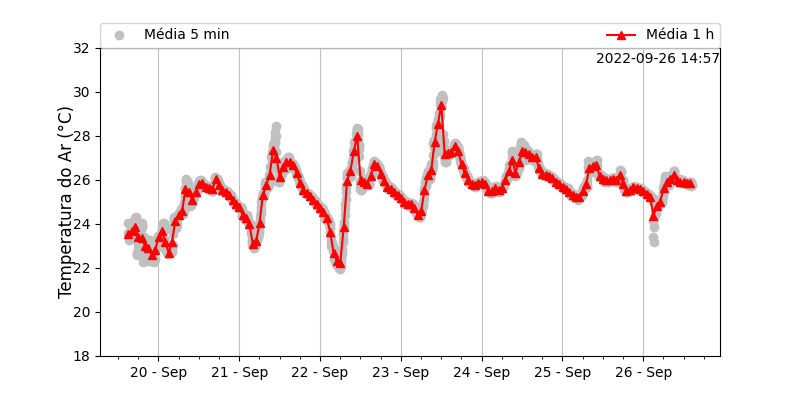 Média 5 min
Média 1 h
2022-09-26 14:57
Temperatura do Ar (°C)
32
30
28
26
24
22
20
18
20 - Sep
21 - Sep
22 - Sep
23 - Sep
24 - Sep
25 - Sep
26 - Sep